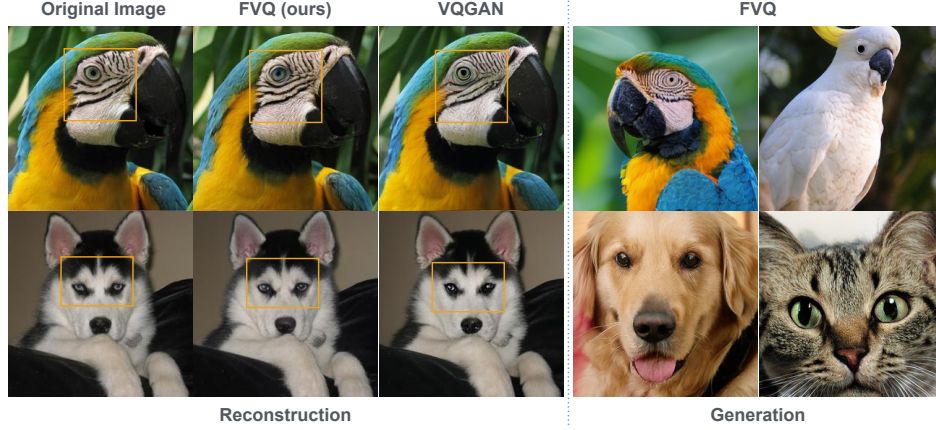 Original Image
FVQ (ours)
VQGAN
FVQ
Reconstruction
Generation